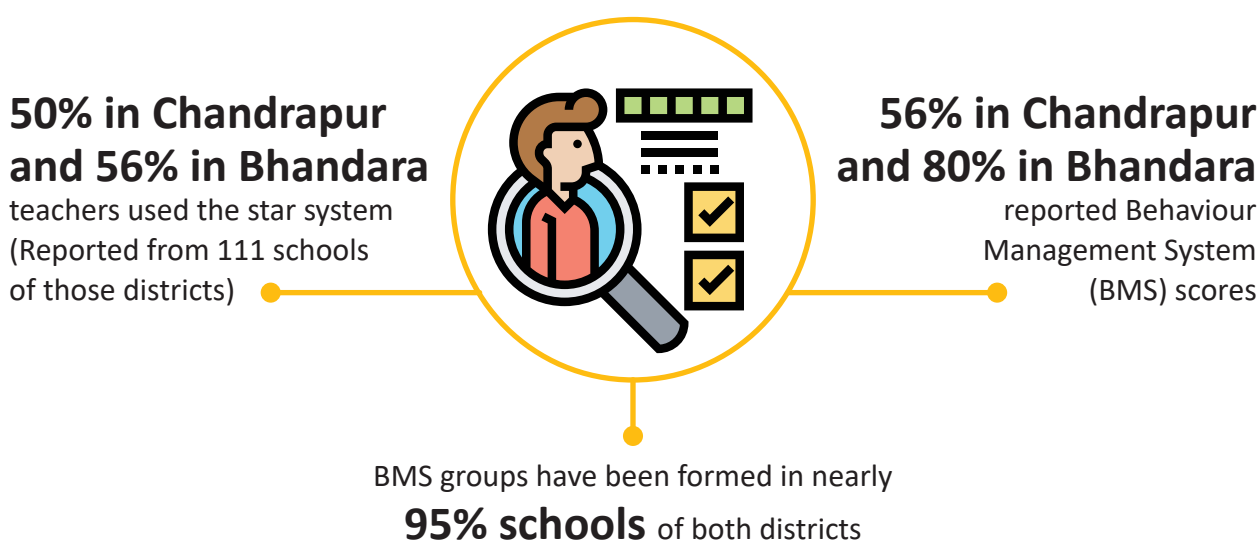 50% in Chandrapur
and 56% in Bhandara
teachers used the star system
(Reported from 111 schools
of those districts)
56% in Chandrapur
and 80% in Bhandara
reported Behaviour
Management System
(BMS) scores
BMS groups have been formed in nearly
95% schools of both districts